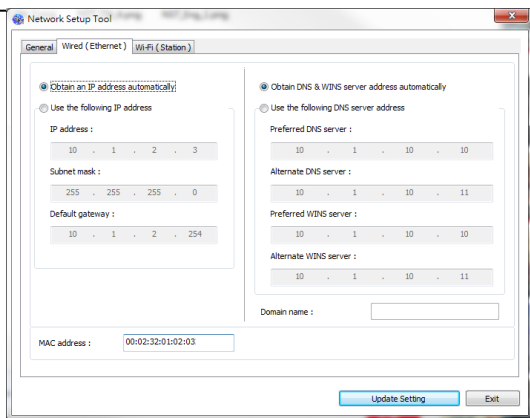 Network Setup Tool
General Wired ( Ethernet ) Wi-Fi ( Station )
Obtain an IP address automatically
Use the following IP address
IP address :
10 . 1 . 2 . 3
Subnet mask :
255 . 255 . 255 . 0
Default gateway :
10 . 1 . 2 . 254
Obtain DNS & WINS server address automatically
Use the following DNS server address
Preferred DNS server :
10 . 1 . 10 . 10
Alternate DNS server :
10 . 1 . 10 . 11
Preferred WINS server :
10 . 1 . 10 . 10
Alternate WINS server :
10 . 1 . 10 . 11
Domain name :
MAC address : 00:02:32:01:02:03
Update Setting Exit